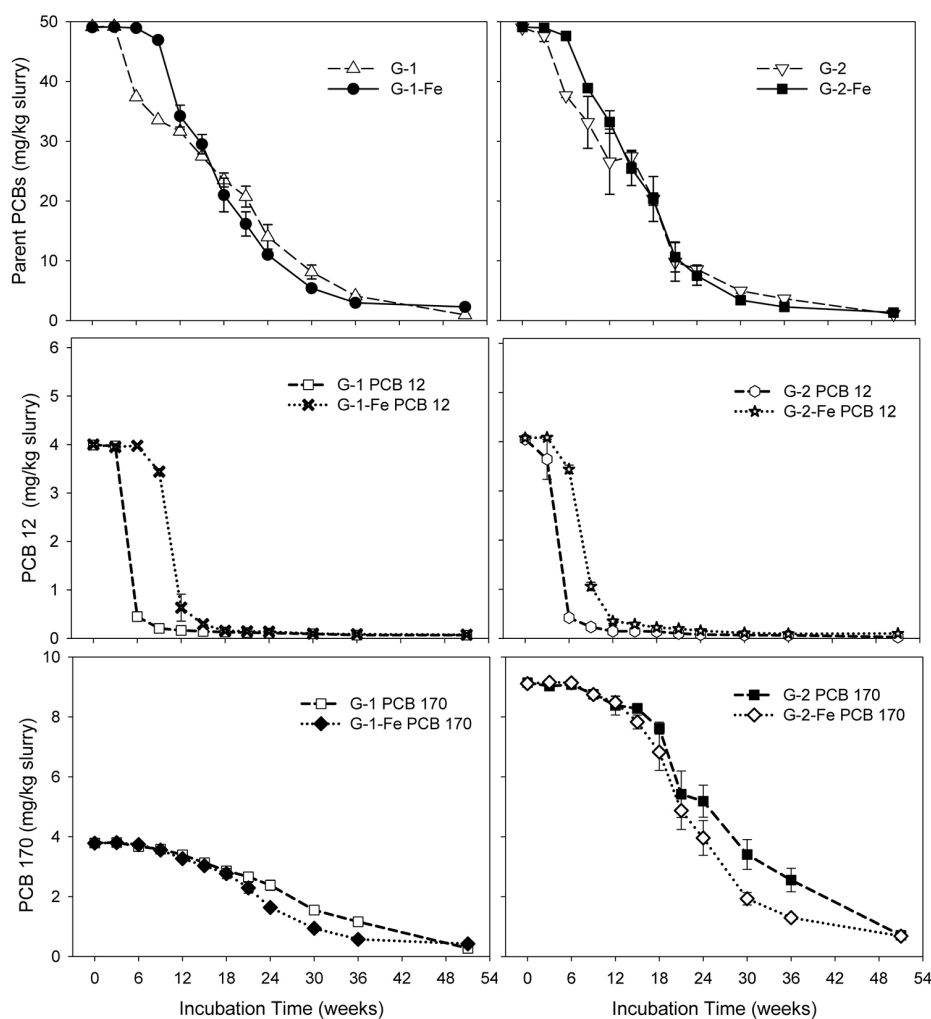 50
40
30
20
10
0
Parent PCBs (mg/kg slurry)
G-1
G-1-Fe
G-2
G-2-Fe
6
5
4
3
2
1
0
PCB 12 (mg/kg slurry)
G-1 PCB 12
G-1-Fe PCB 12
G-2 PCB 12
G-2-Fe PCB 12
10
8
6
4
2
0
PCB 170 (mg/kg slurry)
G-1 PCB 170
G-1-Fe PCB 170
G-2 PCB 170
G-2-Fe PCB 170
0 6 12 18 24 30 36 42 48 54
0 6 12 18 24 30 36 42 48 54
Incubation Time (weeks)
Incubation Time (weeks)